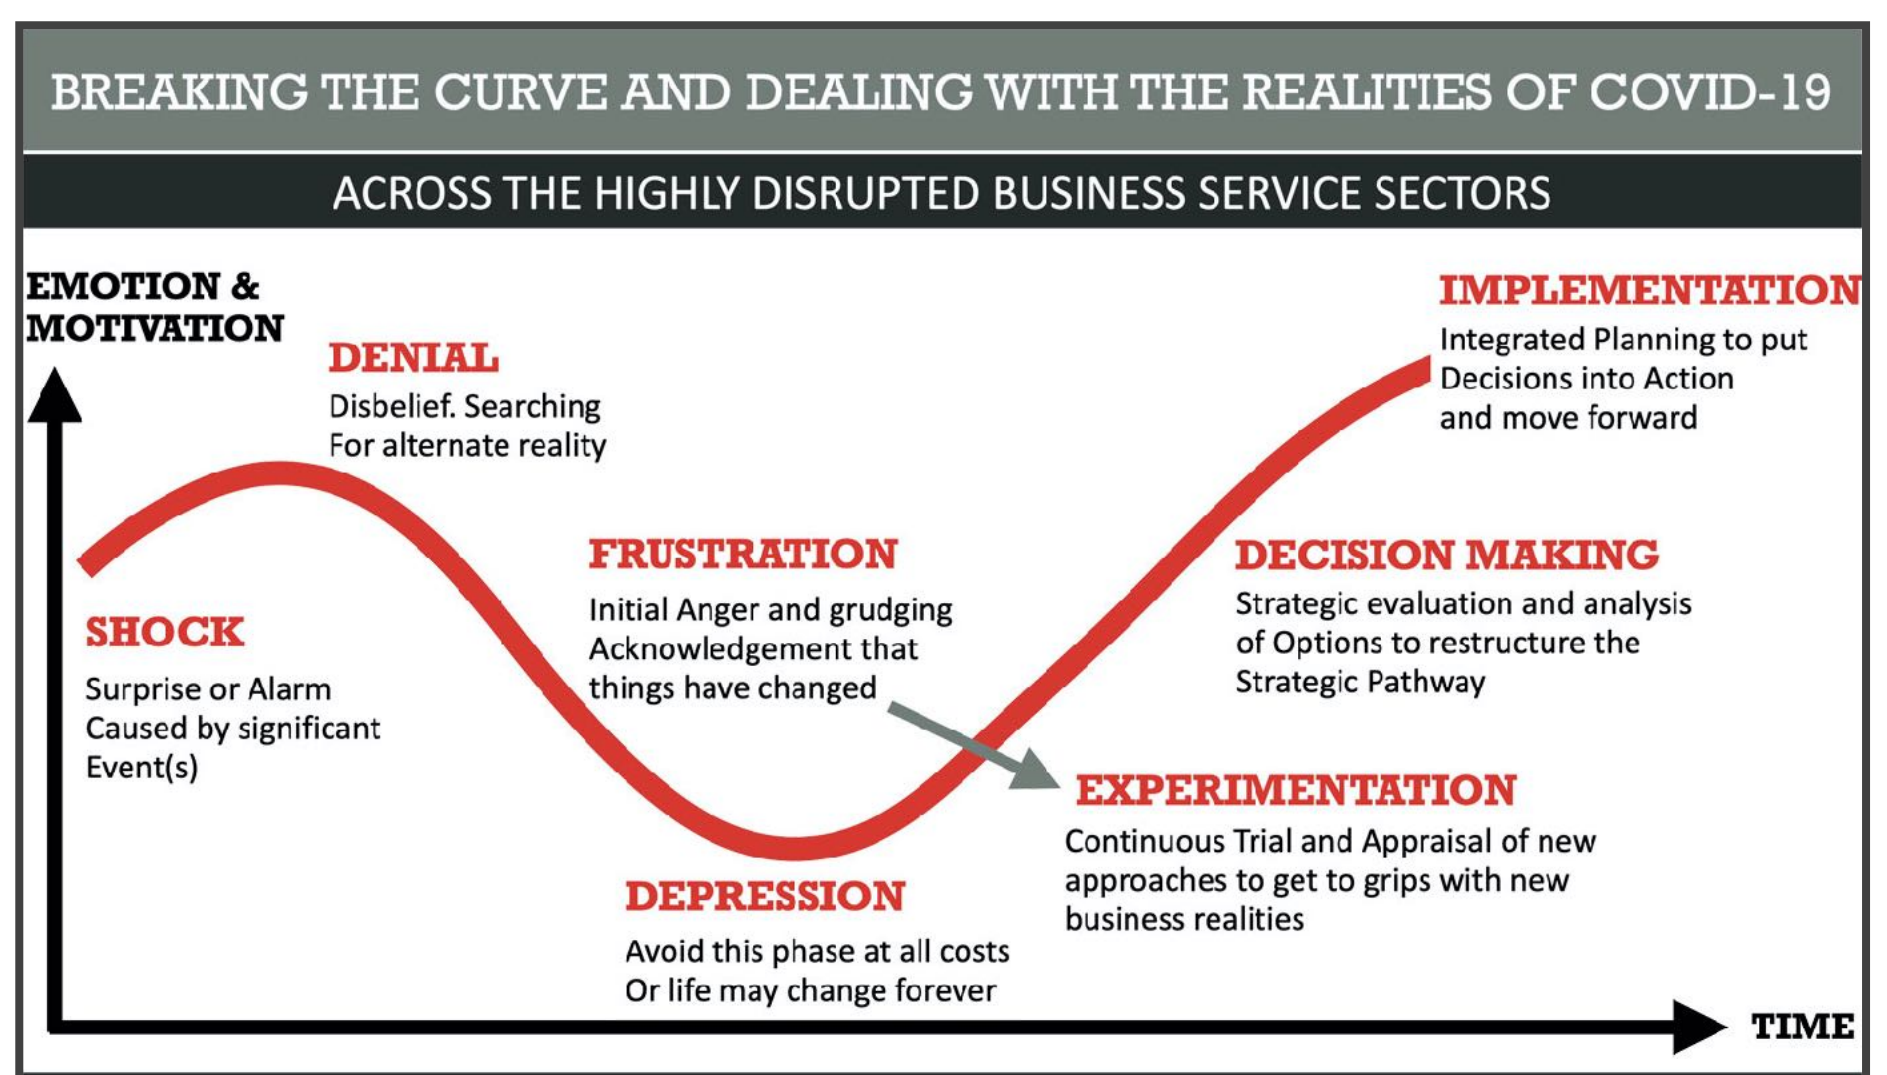 BREAKING THE CURVE AND DEALING WITH THE REALITIES OF COVID-19
ACROSS THE HIGHLY DISRUPTED BUSINESS SERVICE SECTORS
EMOTION &
MOTIVATION
SHOCK
Surprise or Alarm
Caused by significant
Event(s)
DENIAL
Disbelief. Searching
For alternate reality
FRUSTRATION
Initial Anger and grudging
Acknowledgement that
things have changed
DEPRESSION
Avoid this phase at all costs
Or life may change forever
EXPERIMENTATION
Continuous Trial and Appraisal of new
approaches to get to grips with new
business realities
DECISION MAKING
Strategic evaluation and analysis
of Options to restructure the
Strategic Pathway
IMPLEMENTATION
Integrated Planning to put
Decisions into Action
and move forward
TIME